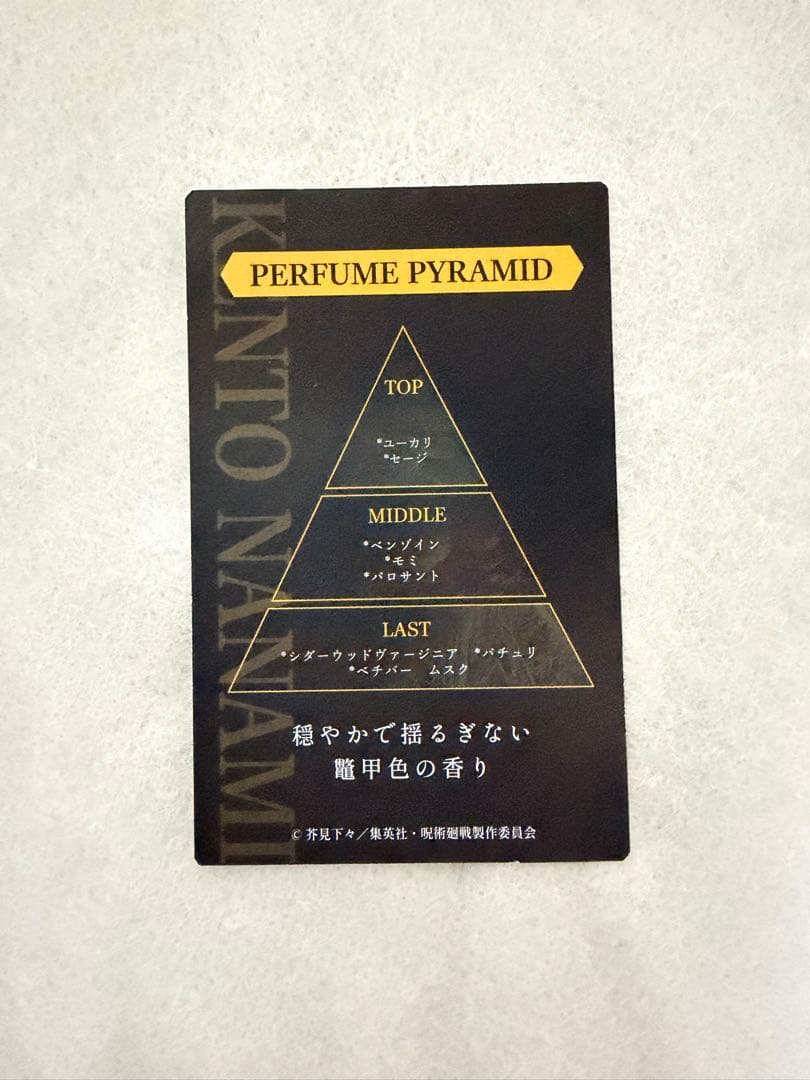 KENTO NANAMI
PERFUME PYRAMID
TOP
*ユーカリ
*セージ
MIDDLE
*ベンゾイン
*モミ
*パロサント
LAST
*シダーウッドヴァージニア *パチュリ
*ベチバー ムスク
穏やかで揺るぎない
鼈甲色の香り
© 芥見下々／集英社・呪術廻戦製作委員会